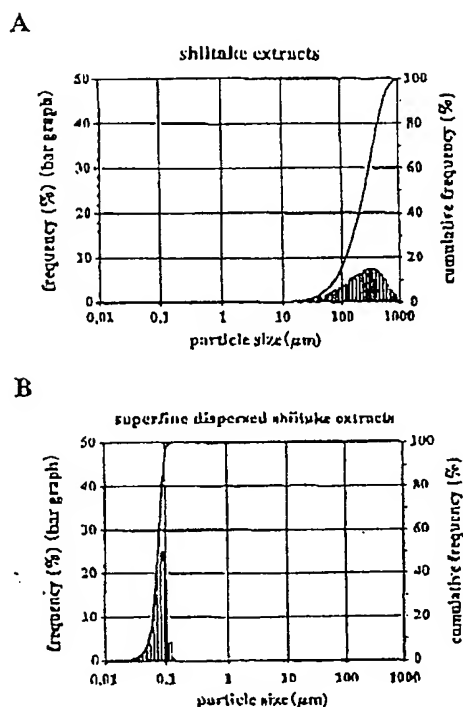 A
shiitake extracts
frequency (%) (bar graph)
50
40
30
20
10
0
100
80
60
40
20
0
cumulative frequency (%)
0.01 0.1 1 10 100 1000
particle size (μm)
B
superfine dispersed shiitake extracts
frequency (%) (bar graph)
50
40
30
20
10
0
100
80
60
40
20
0
cumulative frequency (%)
0.01 0.1 1 10 100 1000
particle size (μm)